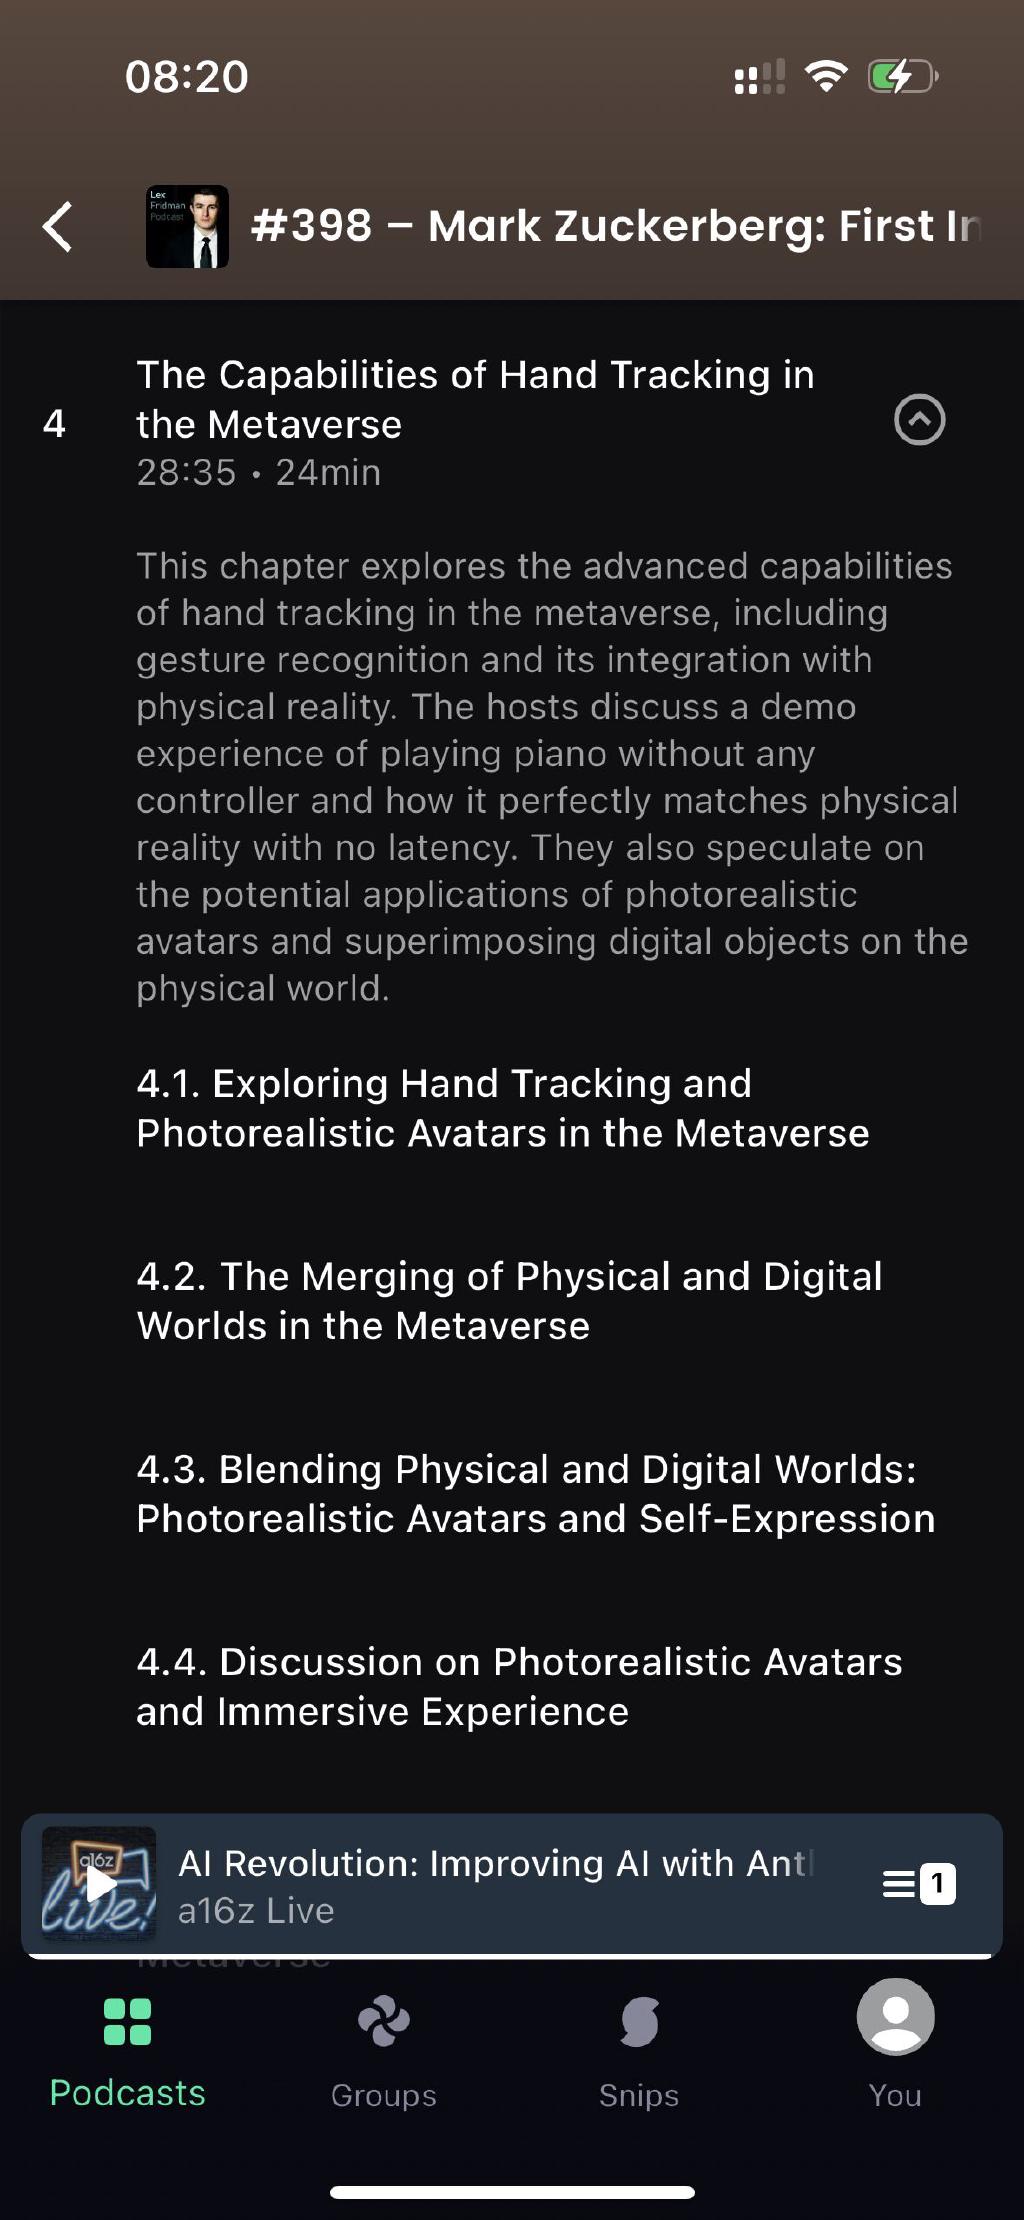 08:20
Lex
Fridman
Podcast
#398 – Mark Zuckerberg: First In
The Capabilities of Hand Tracking in
4
the Metaverse
28:35 • 24min
This chapter explores the advanced capabilities
of hand tracking in the metaverse, including
gesture recognition and its integration with
physical reality. The hosts discuss a demo
experience of playing piano without any
controller and how it perfectly matches physical
reality with no latency. They also speculate on
the potential applications of photorealistic
avatars and superimposing digital objects on the
physical world.
4.1. Exploring Hand Tracking and
Photorealistic Avatars in the Metaverse
4.2. The Merging of Physical and Digital
Worlds in the Metaverse
4.3. Blending Physical and Digital Worlds:
Photorealistic Avatars and Self-Expression
4.4. Discussion on Photorealistic Avatars
and Immersive Experience
a16z
live!
AI Revolution: Improving AI with Ant
a16z Live
1
Metaverse
Podcasts
Groups
Snips
You